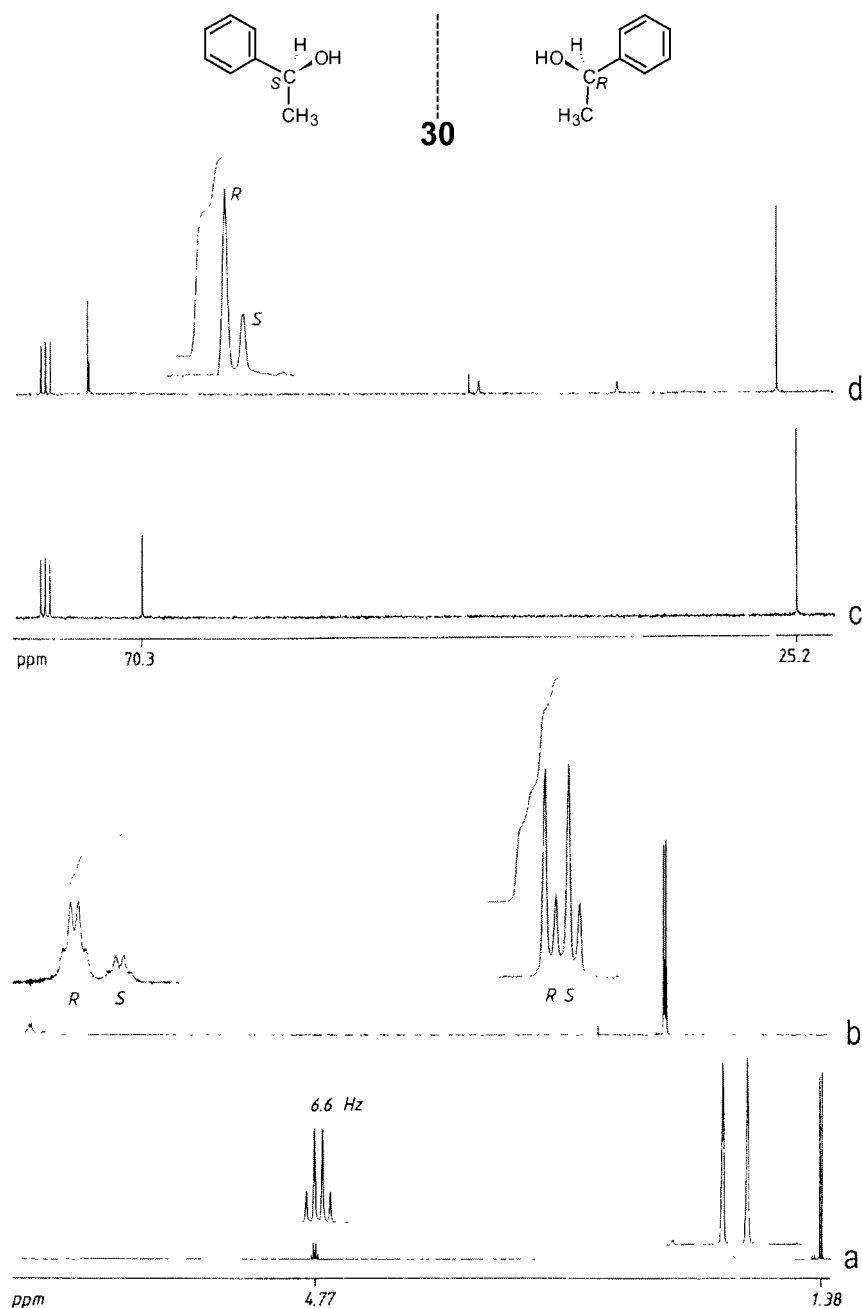 H OH HO H
S C C R
CH₃ H₃C
30
R
S
d
c
ppm 70.3 25.2
R S R S
b
6.6 Hz
a
ppm 4.77 1.38